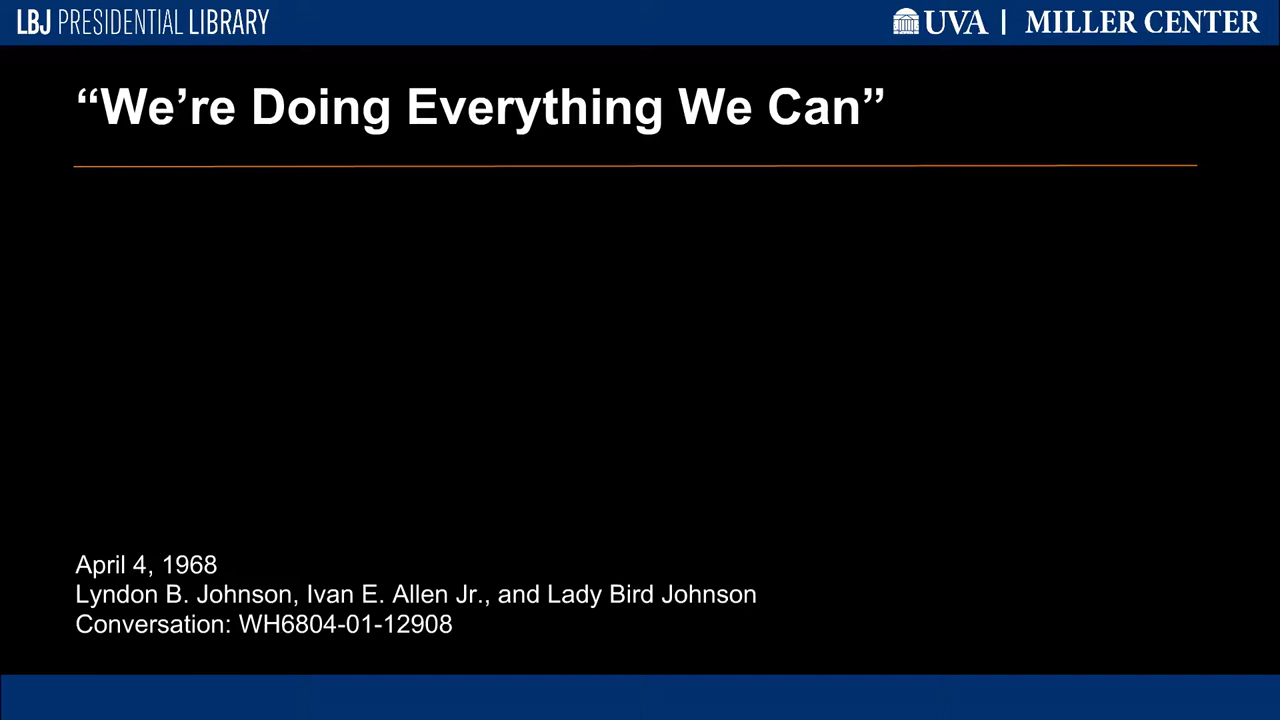 LBJ PRESIDENTIAL LIBRARY
UVA | MILLER CENTER
“We’re Doing Everything We Can”
April 4, 1968
Lyndon B. Johnson, Ivan E. Allen Jr., and Lady Bird Johnson
Conversation: WH6804-01-12908